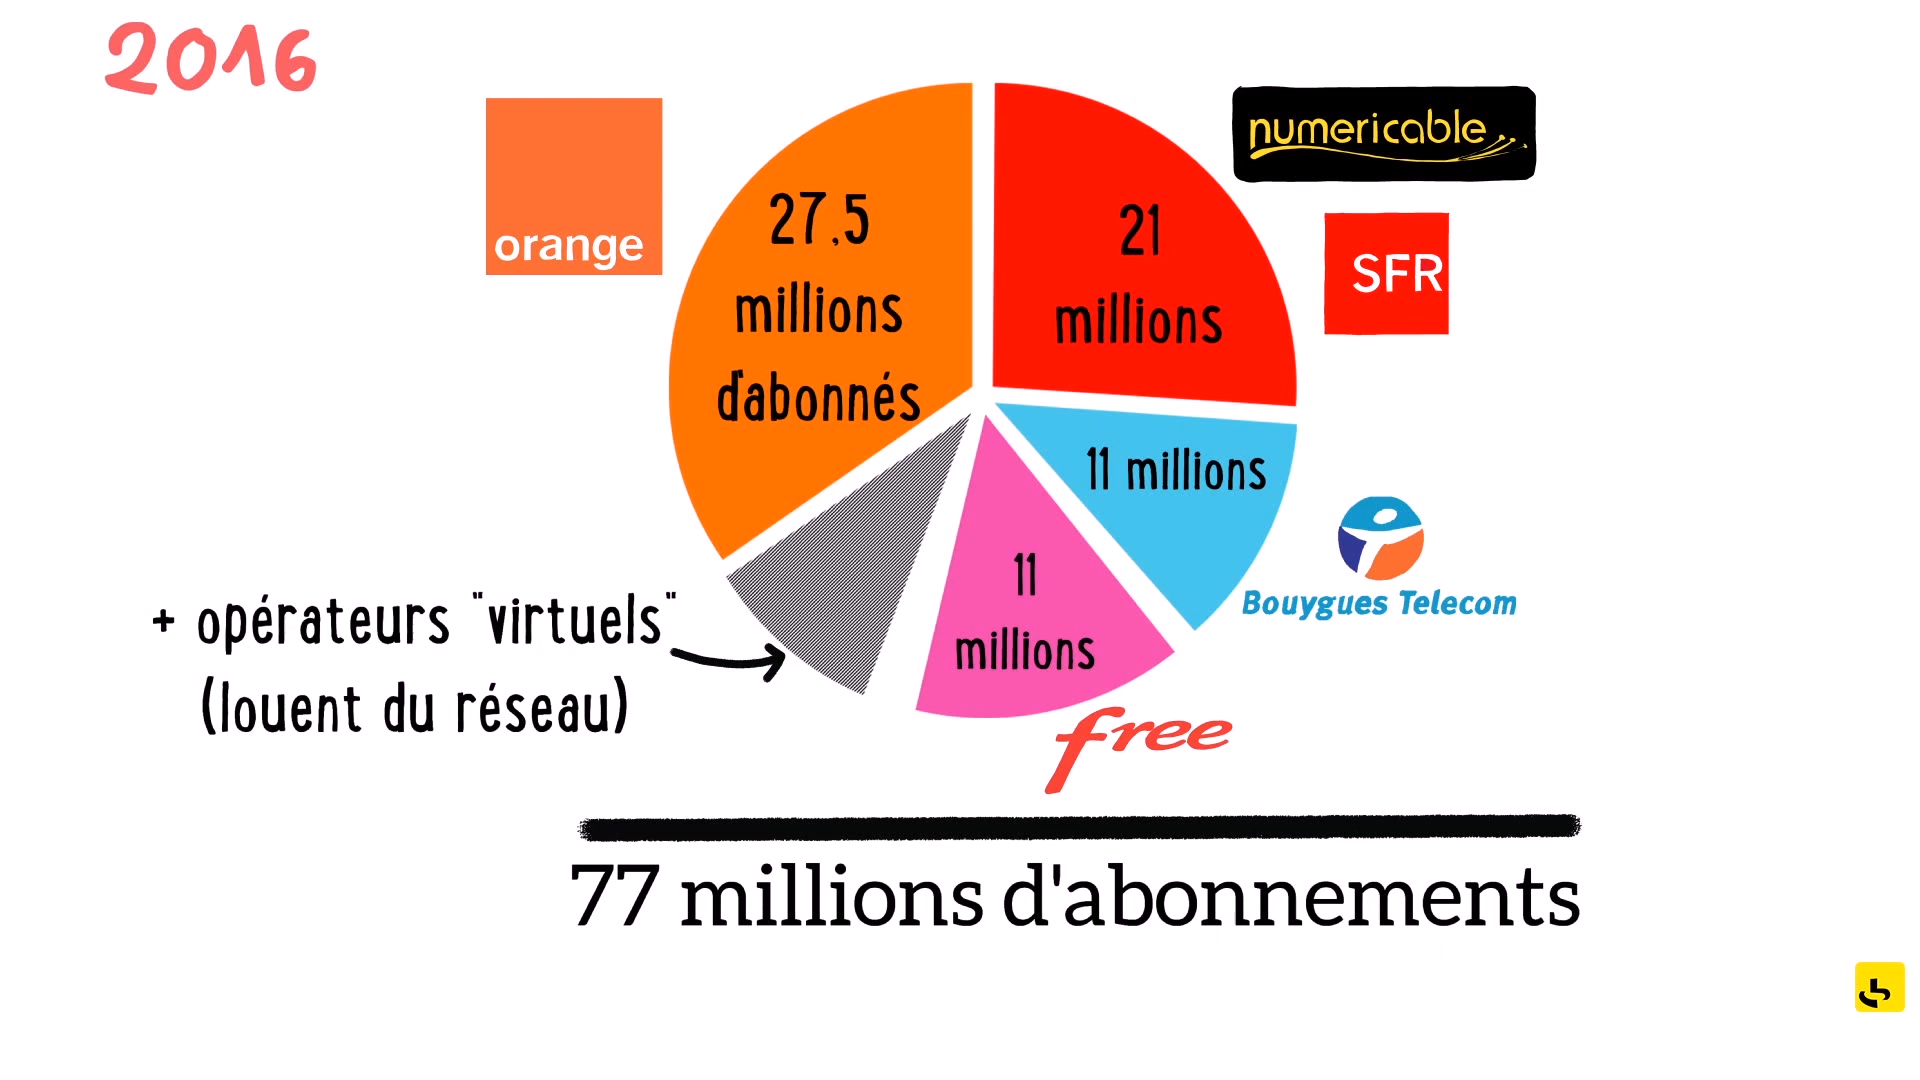 2016
orange
27,5
millions
d'abonnés
21
millions
numericable
SFR
11 millions
Bouygues Telecom
11
millions
free
+ opérateurs "virtuels"
(louent du réseau)
77 millions d'abonnements